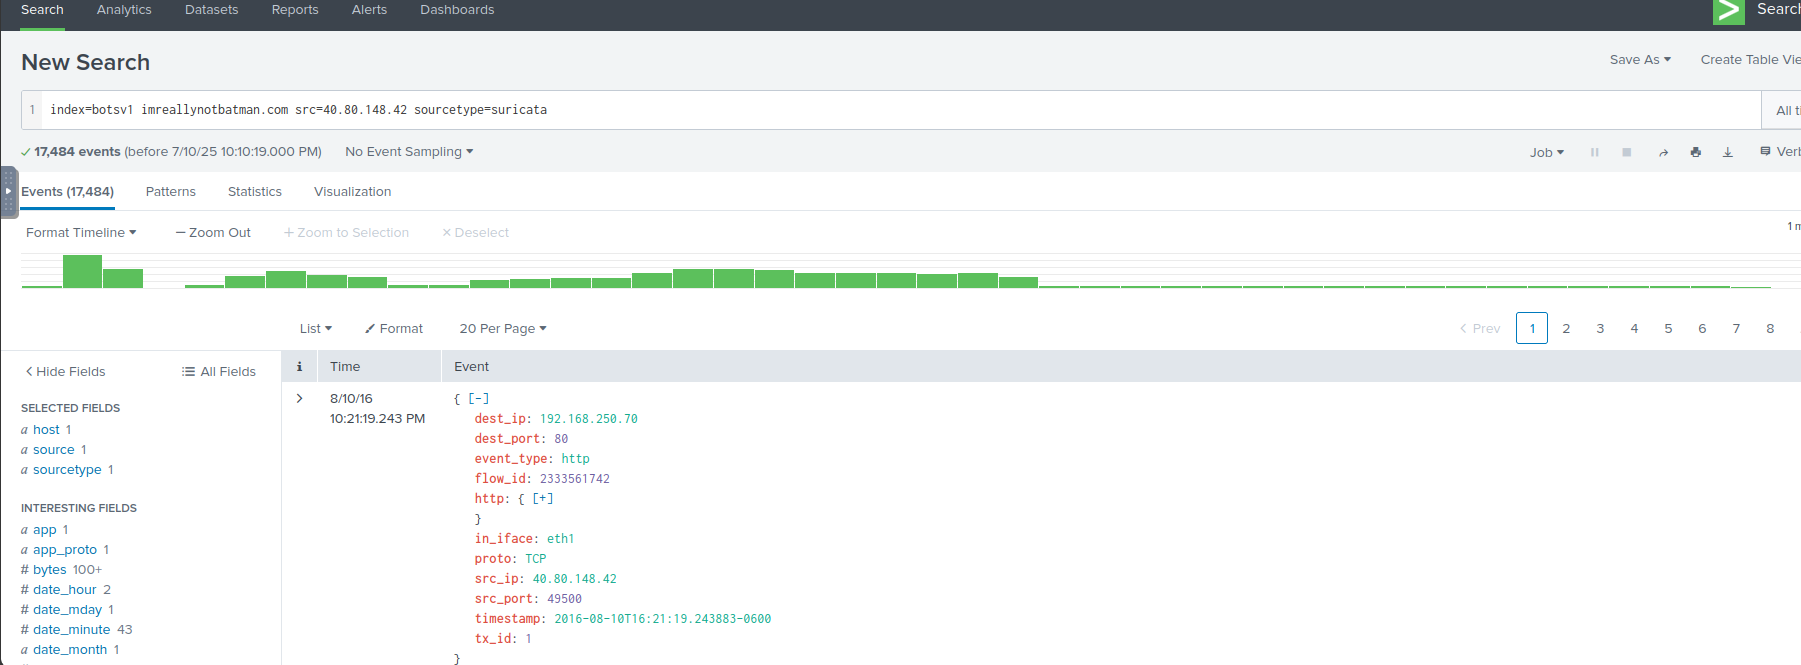 Search Analytics Datasets Reports Alerts Dashboards
New Search
Save As
1 index=botsv1 imreallynotbatman.com src=40.80.148.42 sourcetype=suricata
17,484 events (before 7/10/25 10:10:19.000 PM) No Event Sampling
Job
Events (17,484) Patterns Statistics Visualization
Format Timeline — Zoom Out + Zoom to Selection × Deselect
List Format 20 Per Page
< Prev 1 2 3 4 5 6 7 8
< Hide Fields All Fields
i Time Event
SELECTED FIELDS
a host 1
a source 1
a sourcetype 1
INTERESTING FIELDS
a app 1
a app_proto 1
# bytes 100+
# date_hour 2
# date_mday 1
# date_minute 43
a date_month 1
> 8/10/16
10:21:19.243 PM
{ [-]
dest_ip: 192.168.250.70
dest_port: 80
event_type: http
flow_id: 2333561742
http: { [+]
}
in_iface: eth1
proto: TCP
src_ip: 40.80.148.42
src_port: 49500
timestamp: 2016-08-10T16:21:19.243883-0600
tx_id: 1
}